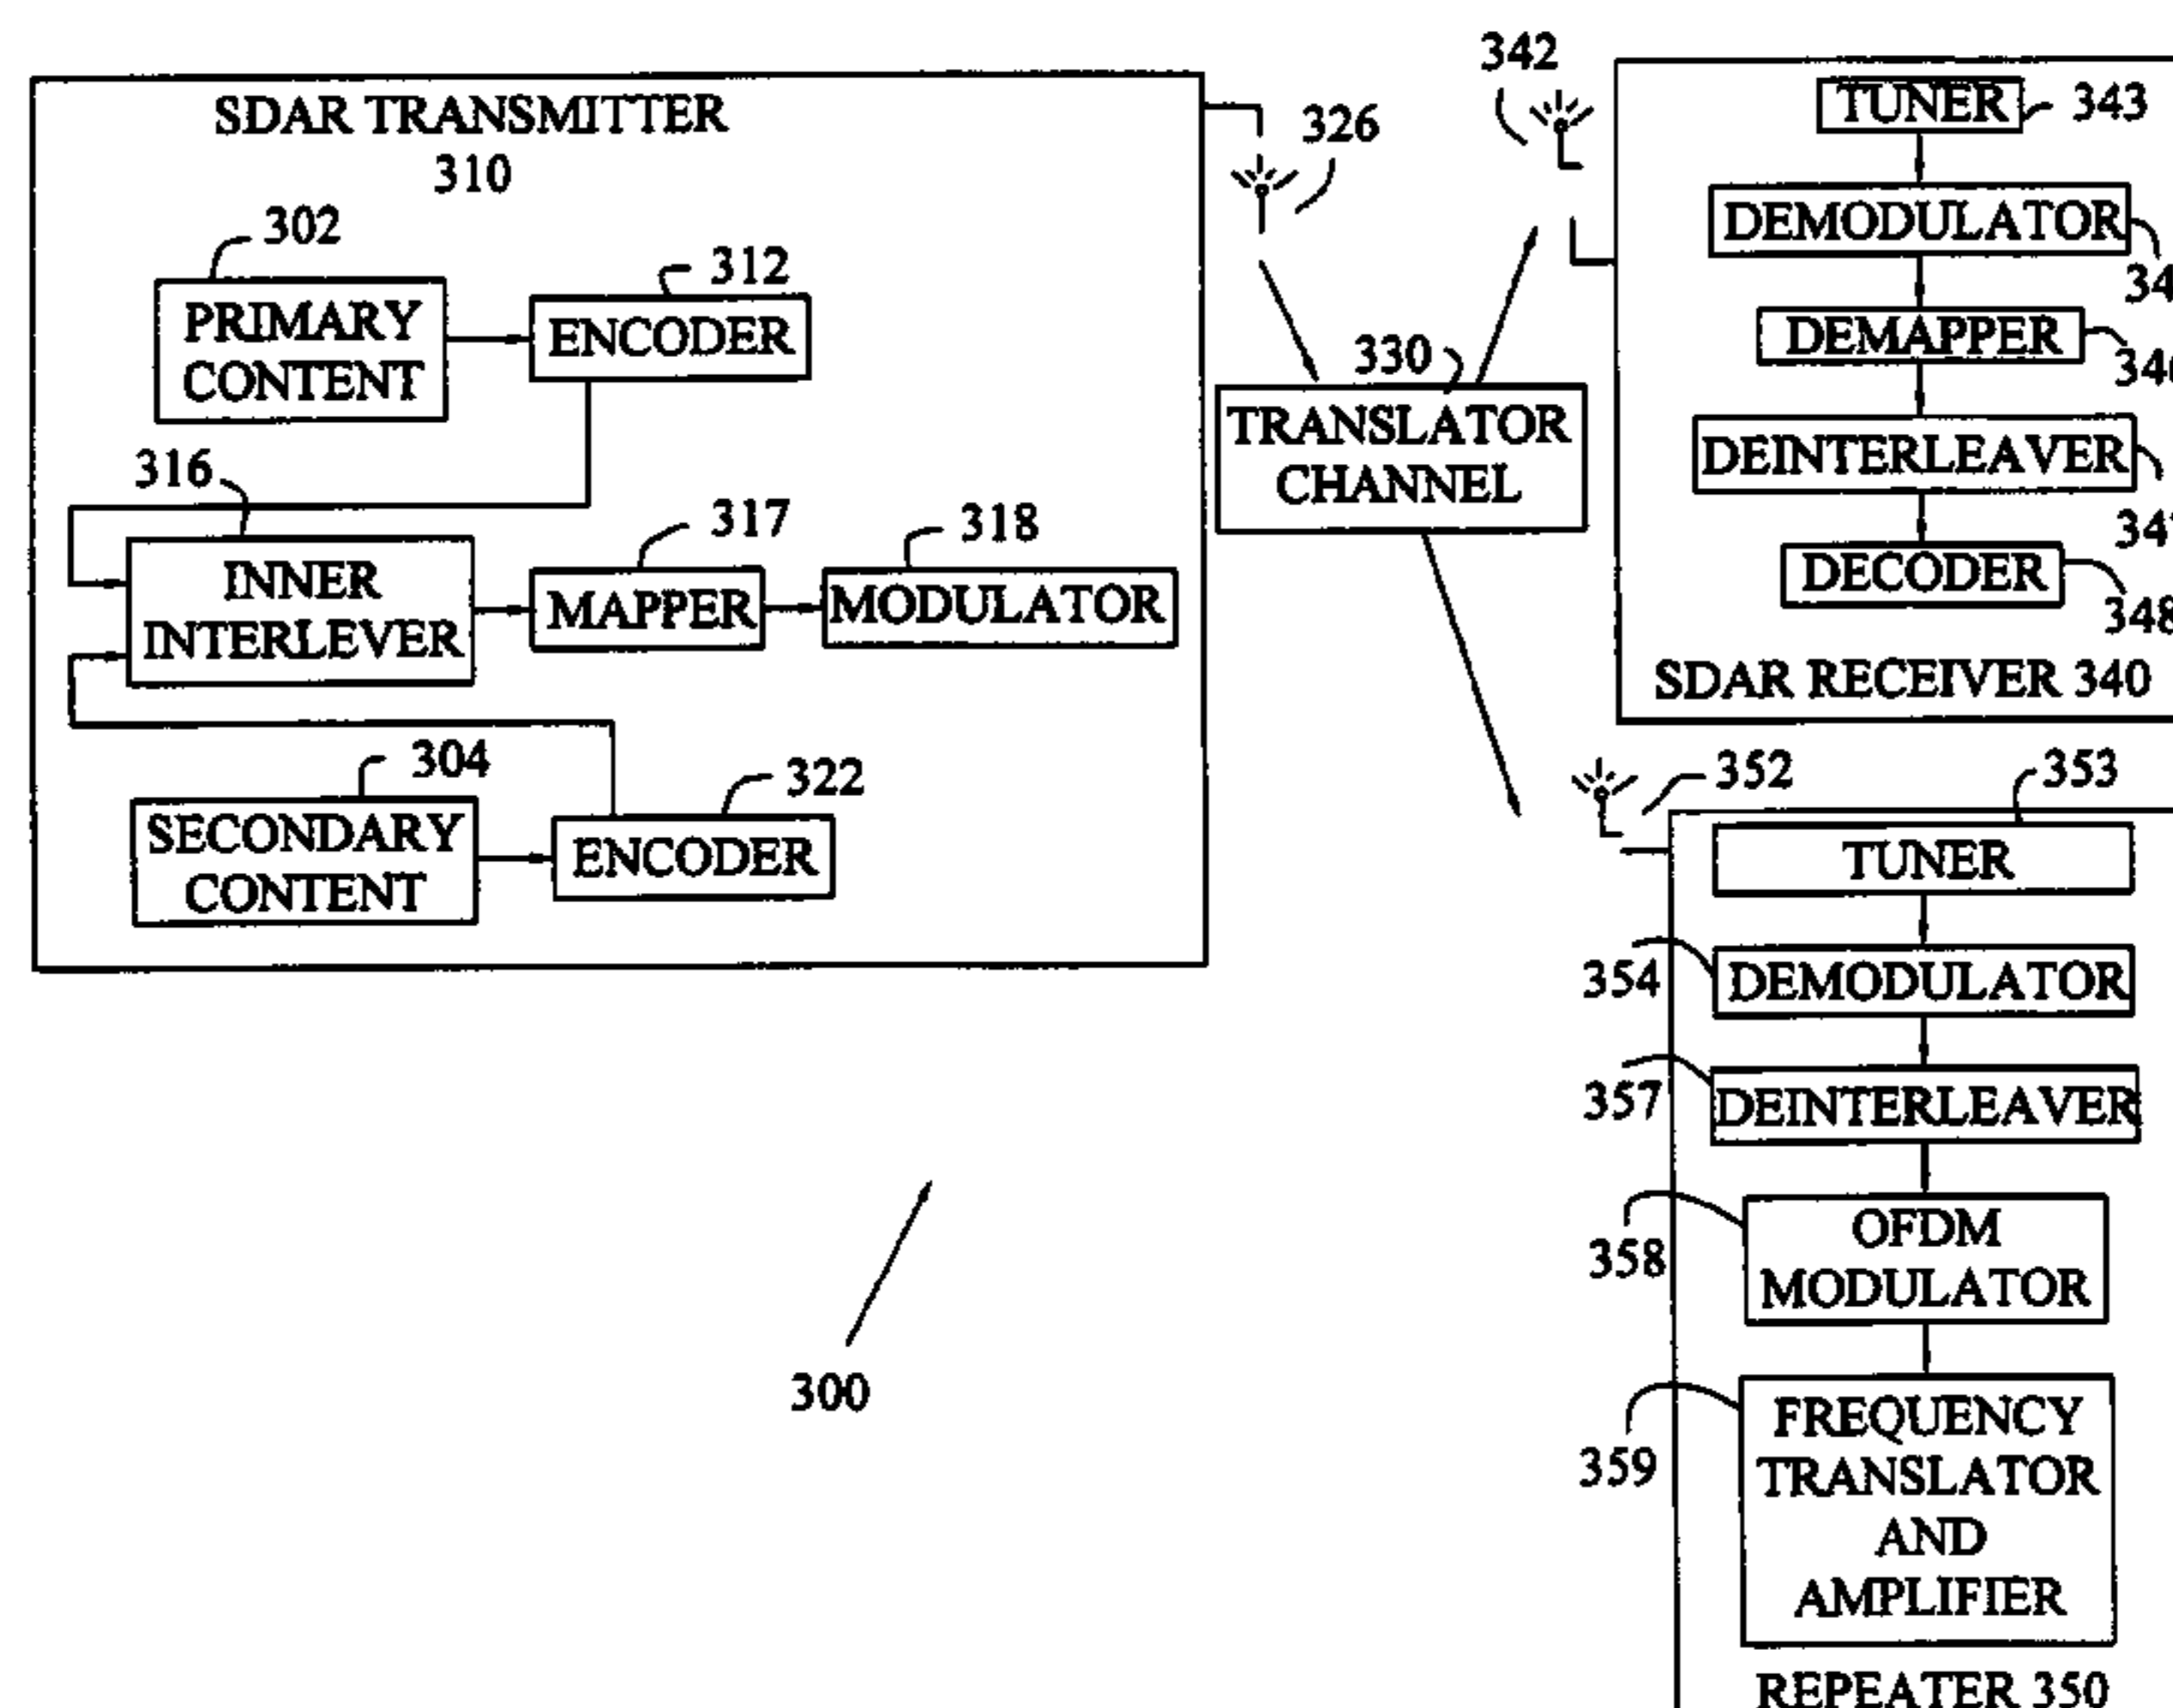 SDAR TRANSMITTER
310
302
PRIMARY
CONTENT
312
ENCODER
316
INNER
INTERLEVER
317
MAPPER
318
MODULATOR
304
SECONDARY
CONTENT
322
ENCODER
326
330
TRANSLATOR
CHANNEL
342
TUNER
343
DEMODULATOR
DEMAPPER
346
DEINTERLEAVER
DECODER
348
SDAR RECEIVER 340
352
353
TUNER
354
DEMODULATOR
357
DEINTERLEAVER
358
OFDM
MODULATOR
359
FREQUENCY
TRANSLATOR
AND
AMPLIFIER
REPEATER 350
300